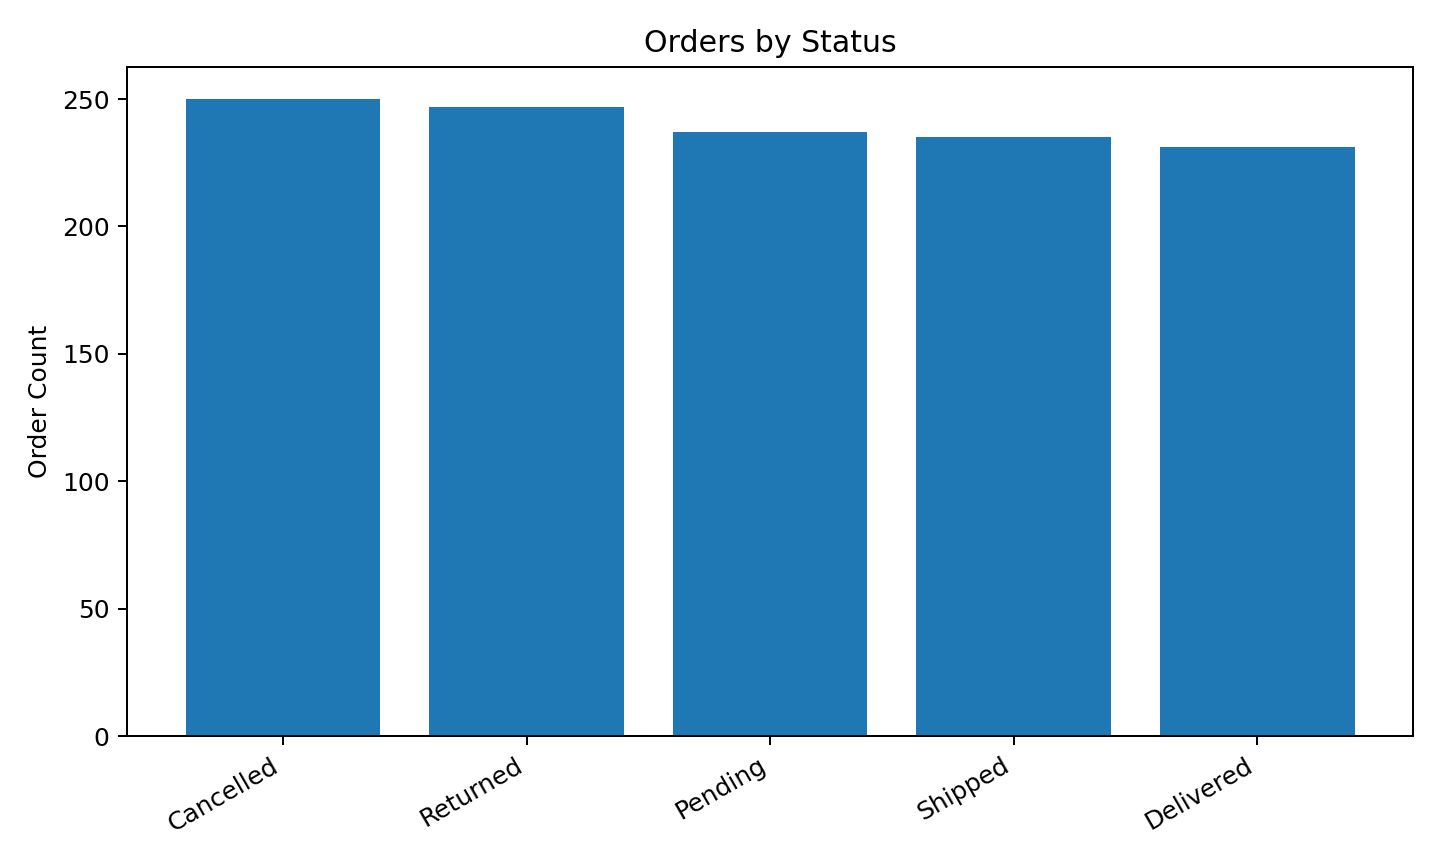 Orders by Status
Order Count
250
200
150
100
50
0
Cancelled
Returned
Pending
Shipped
Delivered